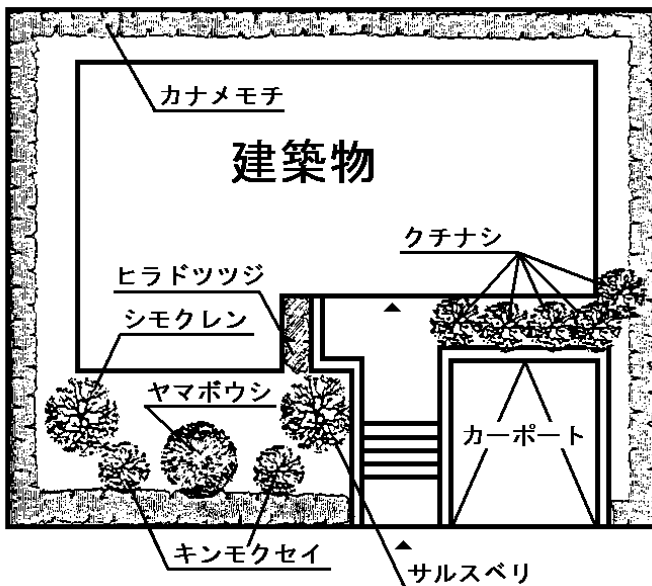 カナメモチ
建築物
クチナシ
ヒラドツツジ
シモクレン
ヤマボウシ
カーポート
キンモクセイ
サルスベリ